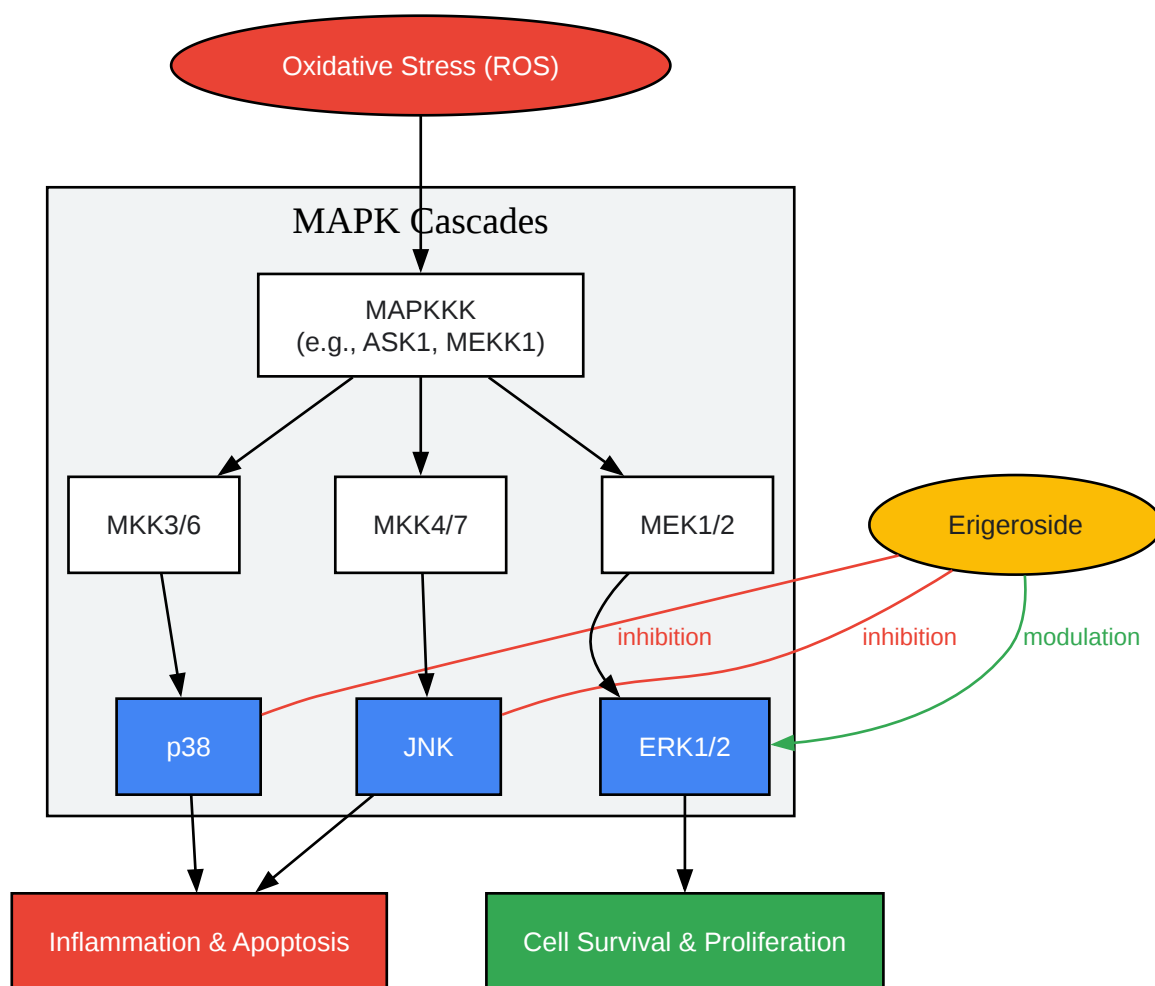 Oxidative Stress (ROS)
MAPK Cascades
MAPKKK
(e.g., ASK1, MEKK1)
MKK3/6
MKK4/7
MEK1/2
Erigeroside
inhibition
inhibition
modulation
p38
JNK
ERK1/2
Inflammation & Apoptosis
Cell Survival & Proliferation